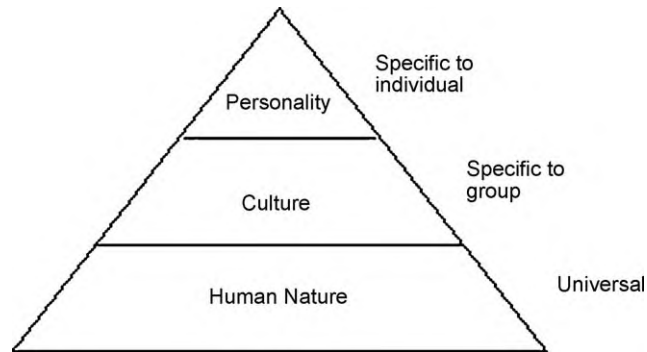 Specific to
individual
Personality
Specific to
group
Culture
Universal
Human Nature